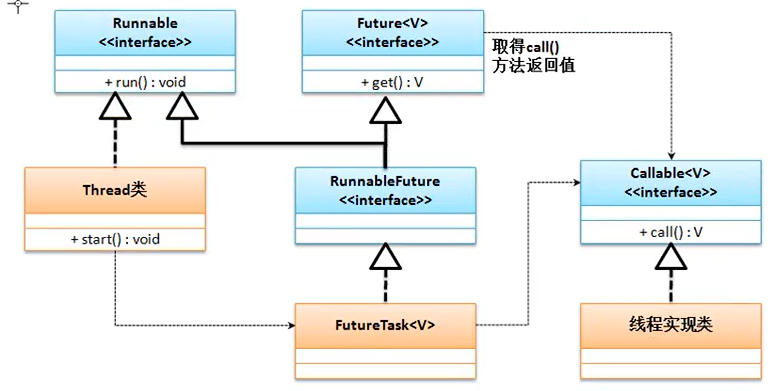 Runnable
<<interface>>
+ run() : void
Future<V>
<<interface>>
+ get() : V
取得call()
方法返回值
Thread类
+ start() : void
RunnableFuture
<<interface>>
Callable<V>
<<interface>>
+ call() : V
FutureTask<V>
线程实现类